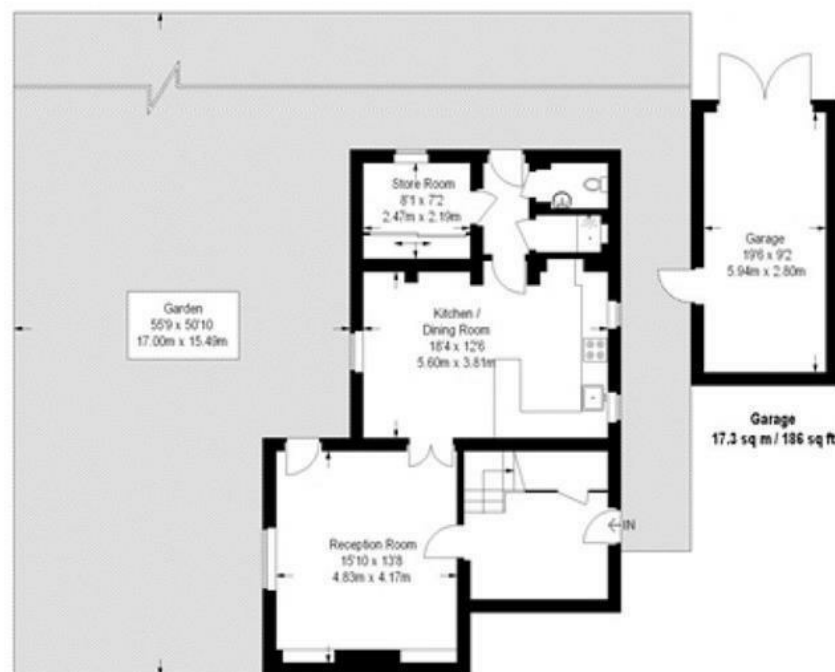 Store Room
8'1 x 7'2
2.47m x 2.19m
Garage
19'6 x 9'2
5.94m x 2.80m
Garden
55'9 x 50'10
17.00m x 15.49m
Kitchen /
Dining Room
18'4 x 12'6
5.60m x 3.81m
Garage
17.3 sq m / 186 sq ft
IN
Reception Room
15'10 x 13'8
4.83m x 4.17m